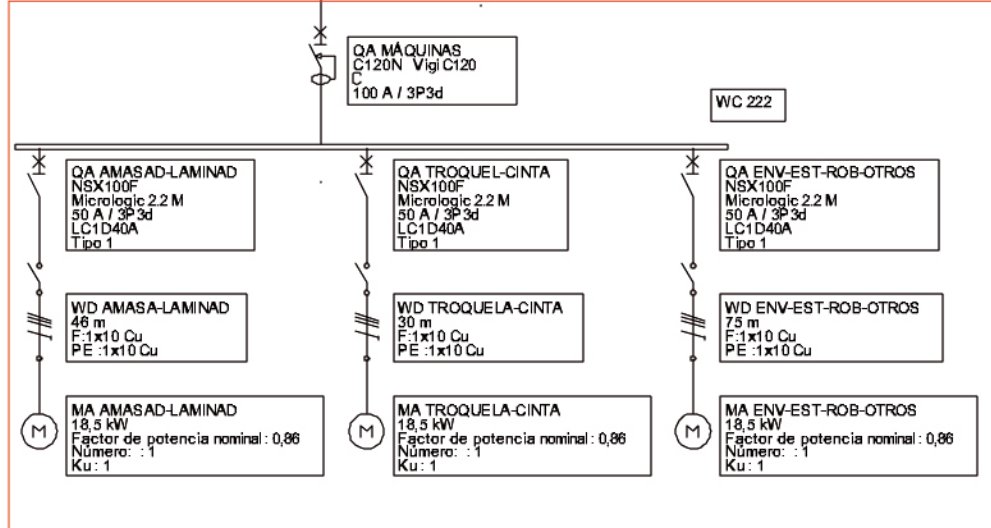 QA MÁQUINAS
C120N Vigi C120
C
100 A / 3P3d
WC 222
QA AMASAD-LAMINAD
NSX100F
Micrologic 2.2 M
50 A / 3P3d
LC1D40A
Tipo 1
QA TROQUEL-CINTA
NSX100F
Micrologic 2.2 M
50 A / 3P3d
LC1D40A
Tipo 1
QA ENV-EST-ROB-OTROS
NSX100F
Micrologic 2.2 M
50 A / 3P3d
LC1D40A
Tipo 1
WD AMASA-LAMINAD
46 m
F:1x10 Cu
PE :1x10 Cu
WD TROQUELA-CINTA
30 m
F:1x10 Cu
PE :1x10 Cu
WD ENV-EST-ROB-OTROS
75 m
F:1x10 Cu
PE :1x10 Cu
M
MA AMASAD-LAMINAD
18,5 kW
Factor de potencia nominal : 0,86
Número: : 1
Ku : 1
M
MA TROQUELA-CINTA
18,5 kW
Factor de potencia nominal : 0,86
Número: : 1
Ku : 1
M
MA ENV-EST-ROB-OTROS
18,5 kW
Factor de potencia nominal : 0,86
Número: : 1
Ku : 1